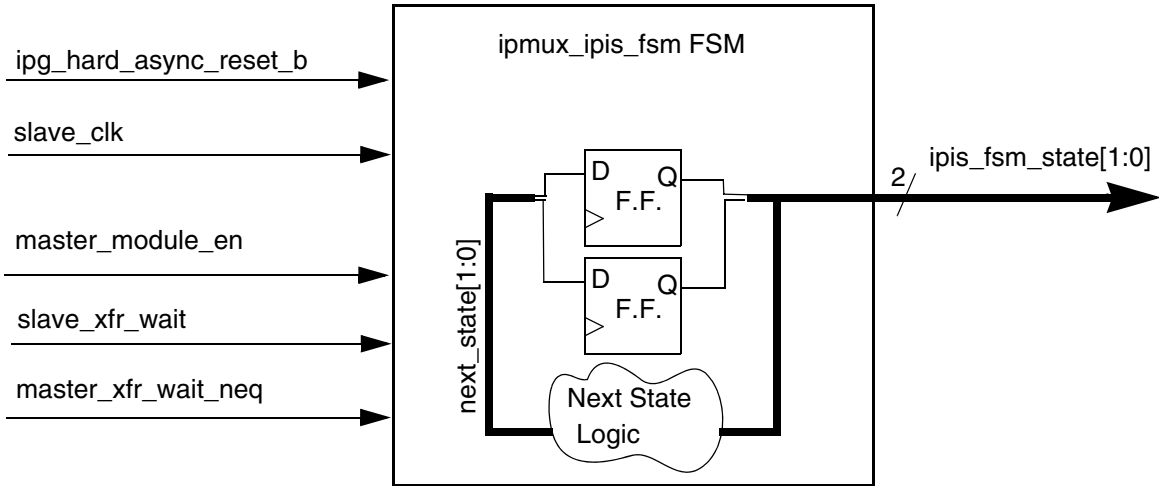 ipmux_ipis_fsm FSM
ipg_hard_async_reset_b
slave_clk
master_module_en
slave_xfr_wait
master_xfr_wait_neq
next_state[1:0]
D
Q
F.F.
D
Q
F.F.
Next State
Logic
2
ipis_fsm_state[1:0]